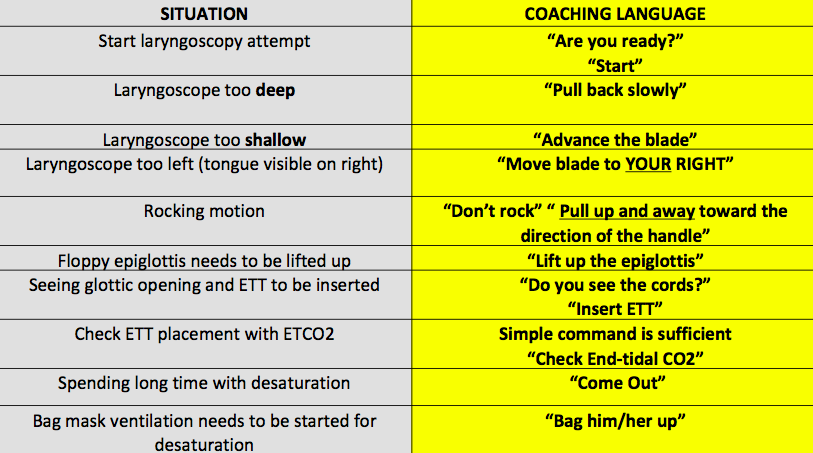 SITUATION
COACHING LANGUAGE
Start laryngoscopy attempt
“Are you ready?”
“Start”
Laryngoscope too deep
“Pull back slowly”
Laryngoscope too shallow
“Advance the blade”
Laryngoscope too left (tongue visible on right)
“Move blade to YOUR RIGHT”
Rocking motion
“Don’t rock” “ Pull up and away toward the
direction of the handle”
Floppy epiglottis needs to be lifted up
“Lift up the epiglottis”
Seeing glottic opening and ETT to be inserted
“Do you see the cords?”
“Insert ETT”
Check ETT placement with ETCO2
Simple command is sufficient
“Check End-tidal CO2”
Spending long time with desaturation
“Come Out”
Bag mask ventilation needs to be started for
desaturation
“Bag him/her up”